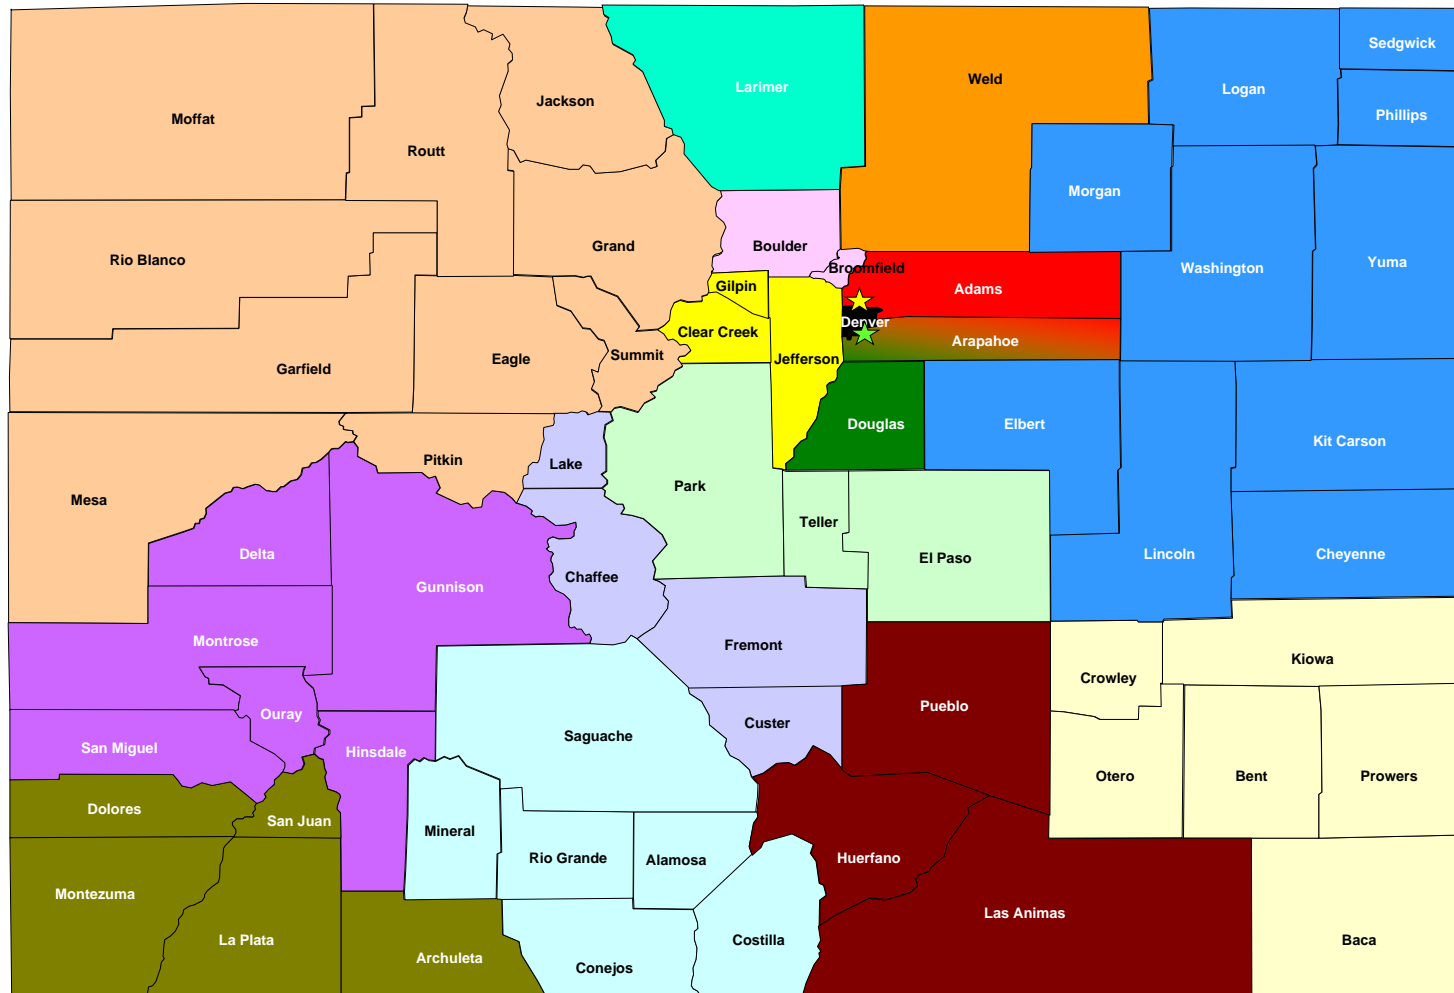 Sedgwick
Weld
Larimer
Logan
Jackson
Phillips
Moffat
Routt
Morgan
Grand
Boulder
Rio Blanco
Yuma
Washington
Broomfield
Gilpin
Adams
Denver
Clear Creek
Arapahoe
Summit
Eagle
Jefferson
Garfield
Douglas
Elbert
Kit Carson
Pitkin
Lake
Park
Mesa
Teller
Delta
Lincoln
Cheyenne
El Paso
Chaffee
Gunnison
Montrose
Fremont
Kiowa
Crowley
Pueblo
Ouray
Custer
Saguache
San Miguel
Hinsdale
Otero
Bent
Prowers
Dolores
San Juan
Mineral
Rio Grande
Alamosa
Huerfano
Montezuma
Las Animas
La Plata
Costilla
Baca
Archuleta
Conejos